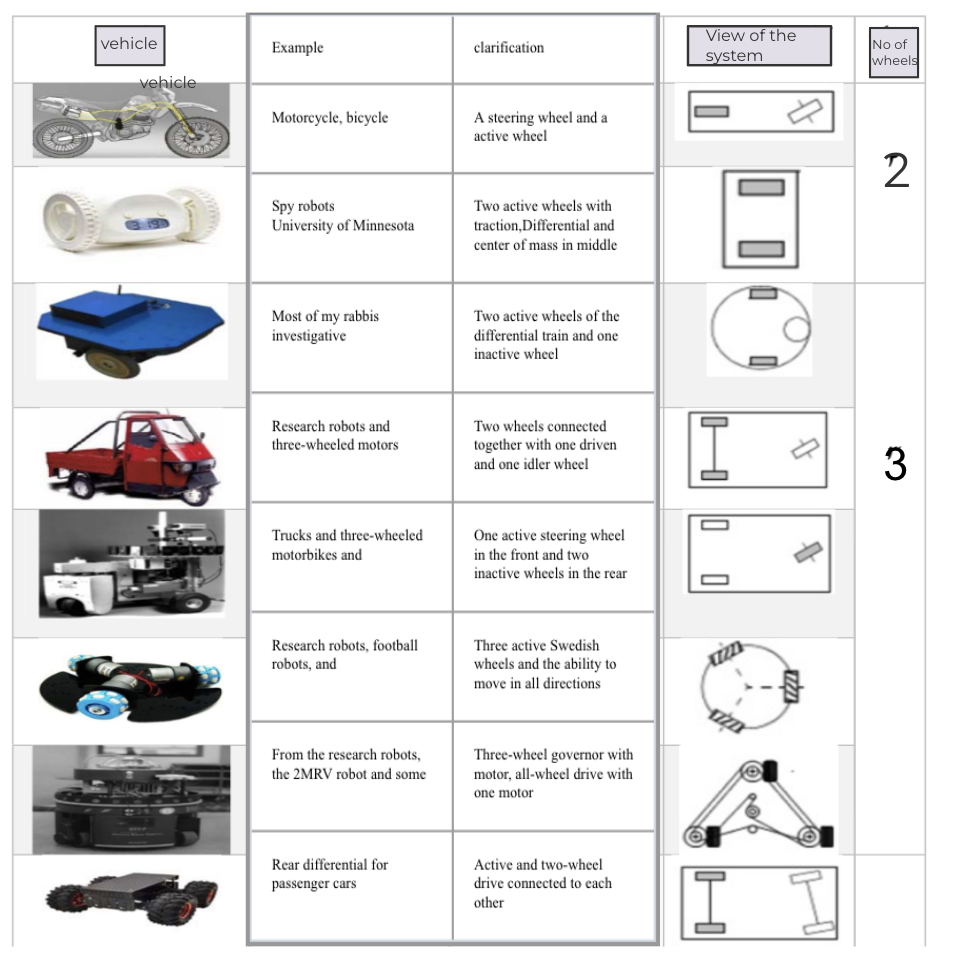 vehicle
Example
clarification
View of the
system
No of
wheels
vehicle
Motorcycle, bicycle
A steering wheel and a
active wheel
2
Spy robots
University of Minnesota
Two active wheels with
traction,Differential and
center of mass in middle
Most of my rabbis
investigative
Two active wheels of the
differential train and one
inactive wheel
Research robots and
three-wheeled motors
Two wheels connected
together with one driven
and one idler wheel
3
Trucks and three-wheeled
motorbikes and
One active steering wheel
in the front and two
inactive wheels in the rear
Research robots, football
robots, and
Three active Swedish
wheels and the ability to
move in all directions
From the research robots,
the 2MRV robot and some
Three-wheel governor with
motor, all-wheel drive with
one motor
Rear differential for
passenger cars
Active and two-wheel
drive connected to each
other